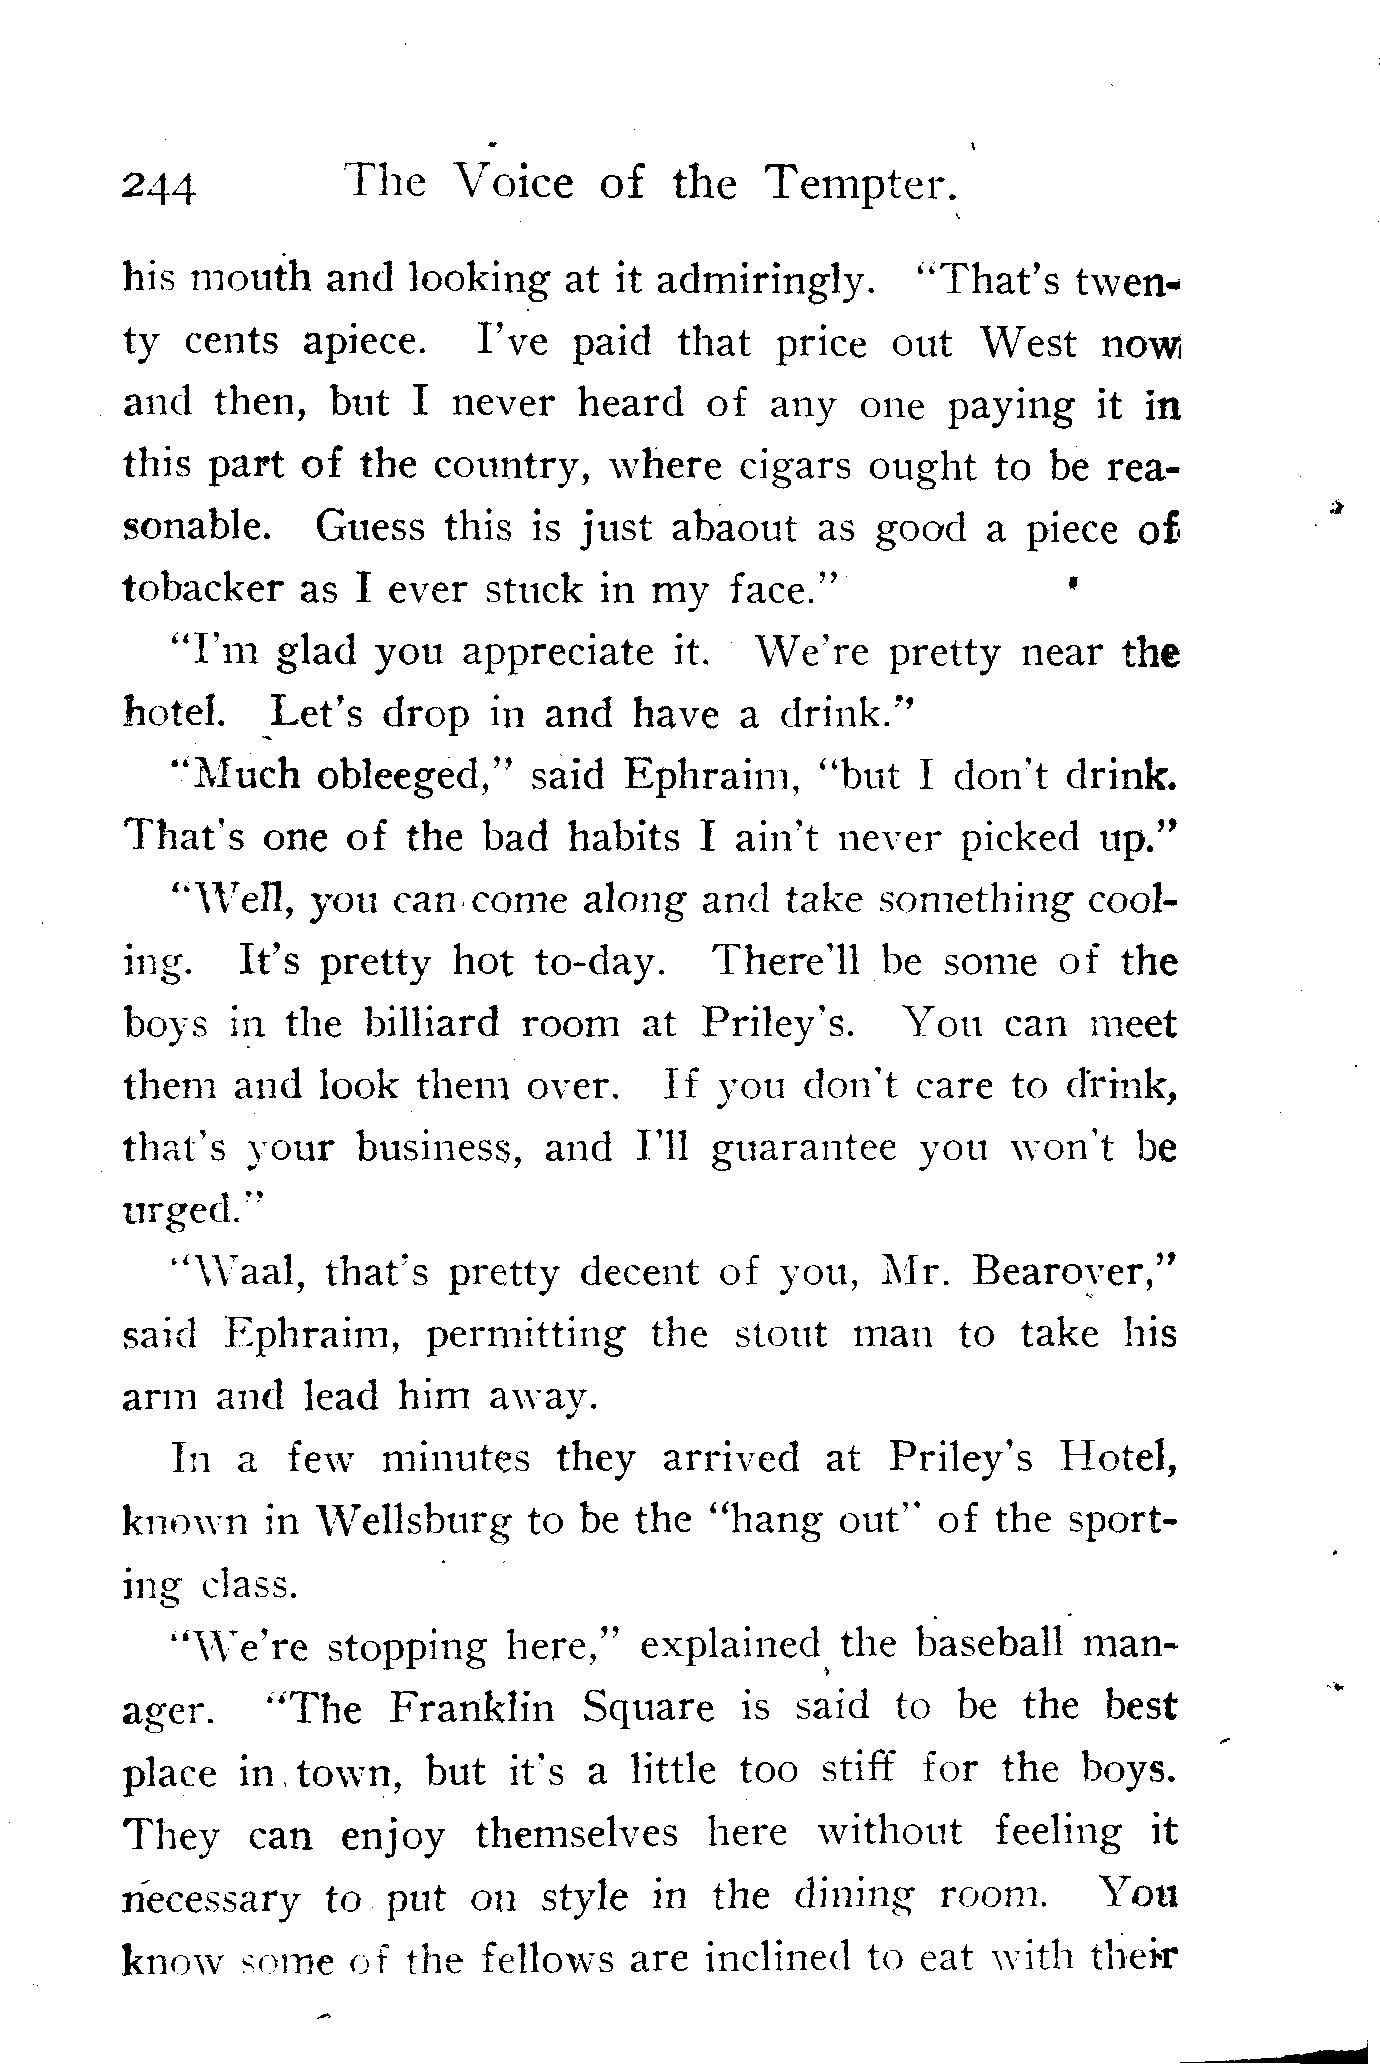 244 The Voice of the Tempter.
his mouth and looking at it admiringly. "That's twen-
ty cents apiece. I've paid that price out West now
and then, but I never heard of any one paying it in
this part of the country, where cigars ought to be rea-
sonable. Guess this is just abaout as good a piece of
tobacker as I ever stuck in my face."
"I'm glad you appreciate it. We're pretty near the
hotel. Let's drop in and have a drink."
"Much obleeged," said Ephraim, "but I don't drink.
That's one of the bad habits I ain't never picked up."
"Well, you can come along and take something cool-
ing. It's pretty hot to-day. There'll be some of the
boys in the billiard room at Priley's. You can meet
them and look them over. If you don't care to drink,
that's your business, and I'll guarantee you won't be
urged."
"Waal, that's pretty decent of you, Mr. Bearover,"
said Ephraim, permitting the stout man to take his
arm and lead him away.
In a few minutes they arrived at Priley's Hotel,
known in Wellsburg to be the "hang out" of the sport-
ing class.
"We're stopping here," explained the baseball man-
ager. "The Franklin Square is said to be the best
place in town, but it's a little too stiff for the boys.
They can enjoy themselves here without feeling it
necessary to put on style in the dining room. You
know some of the fellows are inclined to eat with their